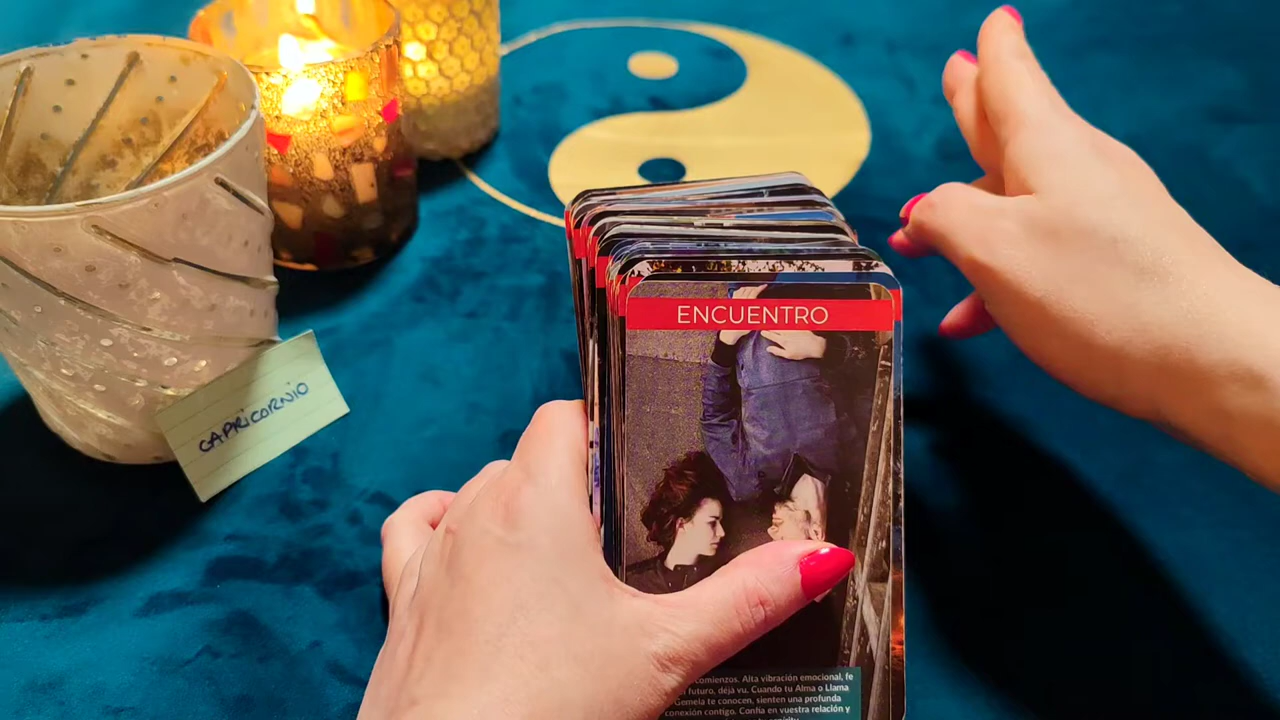 ENCUENTRO
CAPRICORNIO
comienzos. Alta vibración emocional, fe
futuro, déjà vu. Cuando tu Alma o Llama
Gemela te conocen, sienten una profunda
conexión contigo. Confía en vuestra relación y